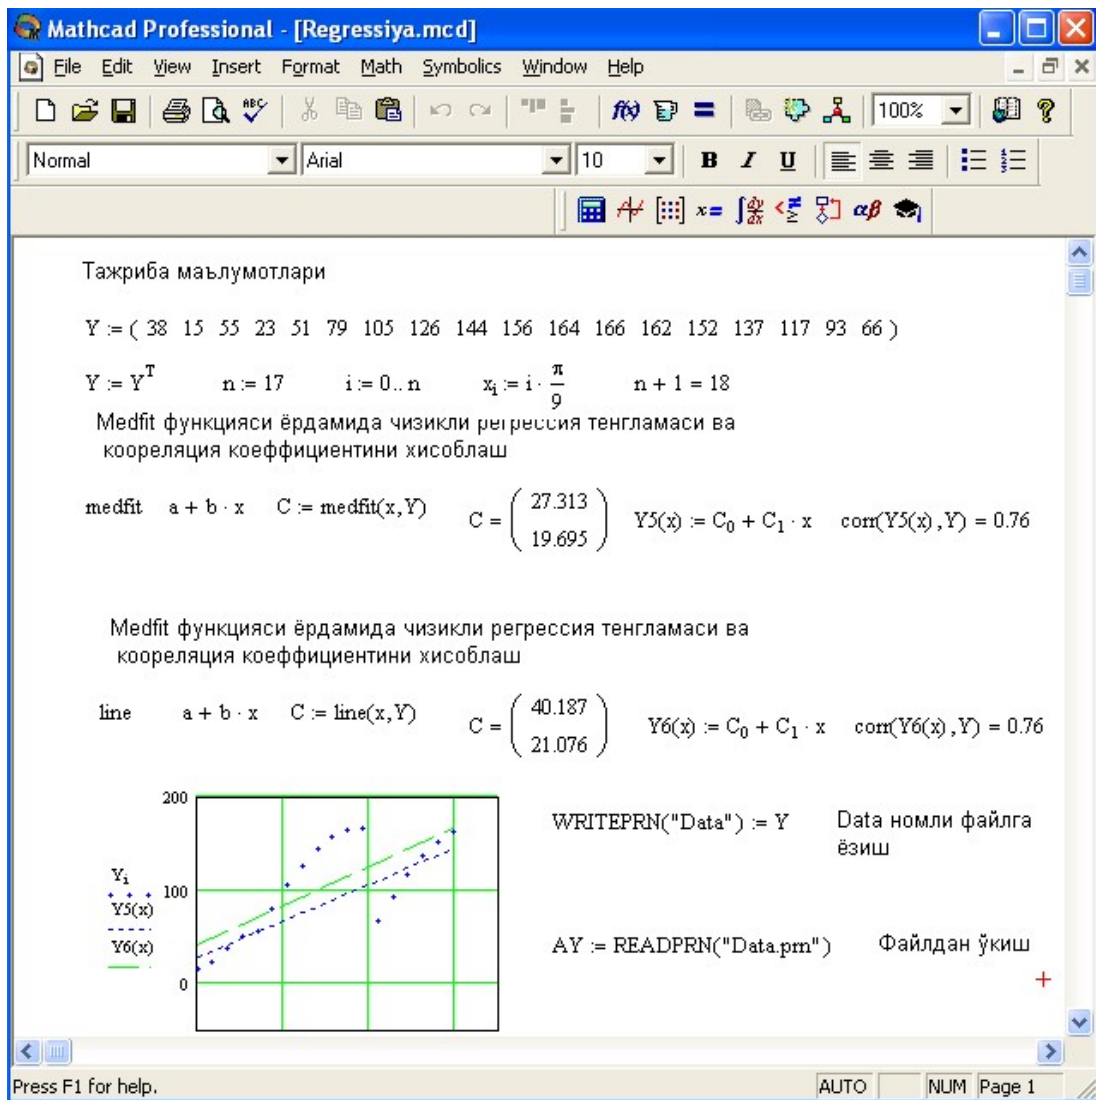 Mathcad Professional - [Regressiya.mcd]
File Edit View Insert Format Math Symbolics Window Help
100%
Normal Arial 10 B I U
Тажриба маълумотлари
Y := ( 38 15 55 23 51 79 105 126 144 156 164 166 162 152 137 117 93 66 )
Y := Y^T n := 17 i := 0.. n x_i := i · π/9 n + 1 = 18
Medfit функцияси ёрдамида чизикли регрессия тенгламаси ва
коореляция коеффициентини хисоблаш
medfit a + b · x C := medfit(x,Y) C = ( 27.313 19.695 ) Y5(x) := C_0 + C_1 · x corr(Y5(x),Y) = 0.76
Medfit функцияси ёрдамида чизикли регрессия тенгламаси ва
коореляция коеффициентини хисоблаш
line a + b · x C := line(x,Y) C = ( 40.187 21.076 ) Y6(x) := C_0 + C_1 · x corr(Y6(x),Y) = 0.76
200
100
0
Y_i
Y5(x)
Y6(x)
WRITEPRN("Data") := Y Data номли файлга
ёзиш
AY := READPRN("Data.prn") Файлдан ўкиш
Press F1 for help. AUTO NUM Page 1